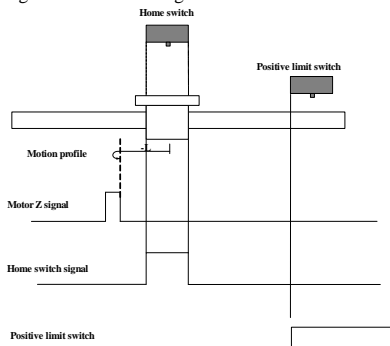 Home switch
Positive limit switch
Motion profile
-L
Motor Z signal
Home switch signal
Positive limit switch